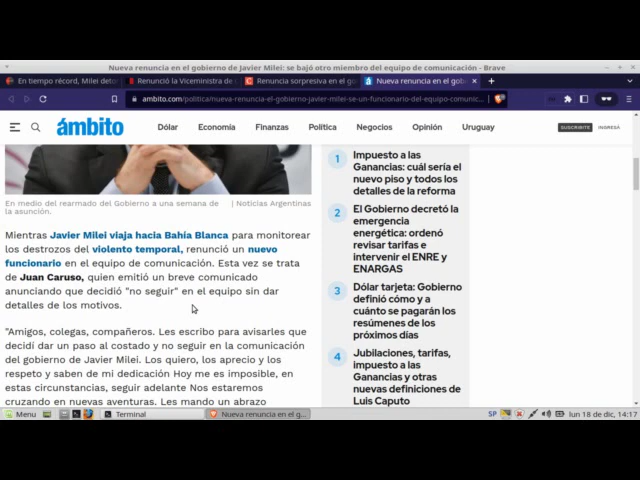 Nueva renuncia en el gobierno de Javier Milei: se bajó otro miembro del equipo de comunicación - Brave
En tiempo récord, Milei
Renunció la Viceministra de
Renuncia sorpresiva en el go
Nueva renuncia en el gob
ambito.com/politica/nueva-renuncia-el-gobierno-javier-milei-se-un-funcionario-del-equipo-comunic...
ámbito
Dólar
Economía
Finanzas
Política
Negocios
Opinión
Uruguay
SUSCRIBITE
INGRESÁ
En medio del rearmado del Gobierno a una semana de la asunción.
| Noticias Argentinas
Mientras Javier Milei viaja hacia Bahía Blanca para monitorear
los destrozos del violento temporal, renunció un nuevo
funcionario en el equipo de comunicación. Esta vez se trata
de Juan Caruso, quien emitió un breve comunicado
anunciando que decidió "no seguir" en el equipo sin dar
detalles de los motivos.
"Amigos, colegas, compañeros. Les escribo para avisarles que
decidí dar un paso al costado y no seguir en la comunicación
del gobierno de Javier Milei. Los quiero, los aprecio y los
respeto y saben de mi dedicación Hoy me es imposible, en
estas circunstancias, seguir adelante Nos estaremos
cruzando en nuevas aventuras. Les mando un abrazo
1 Impuesto a las
Ganancias: cuál sería el
nuevo piso y todos los
detalles de la reforma
2 El Gobierno decretó la
emergencia
energética: ordenó
revisar tarifas e
intervenir el ENRE y
ENARGAS
3 Dólar tarjeta: Gobierno
definió cómo y a
cuánto se pagarán los
resúmenes de los
próximos días
4 Jubilaciones, tarifas,
impuesto a las
Ganancias y otras
nuevas definiciones de
Luis Caputo
Menu
Terminal
Nueva renuncia en el g...
SP
lun 18 de dic, 14:17